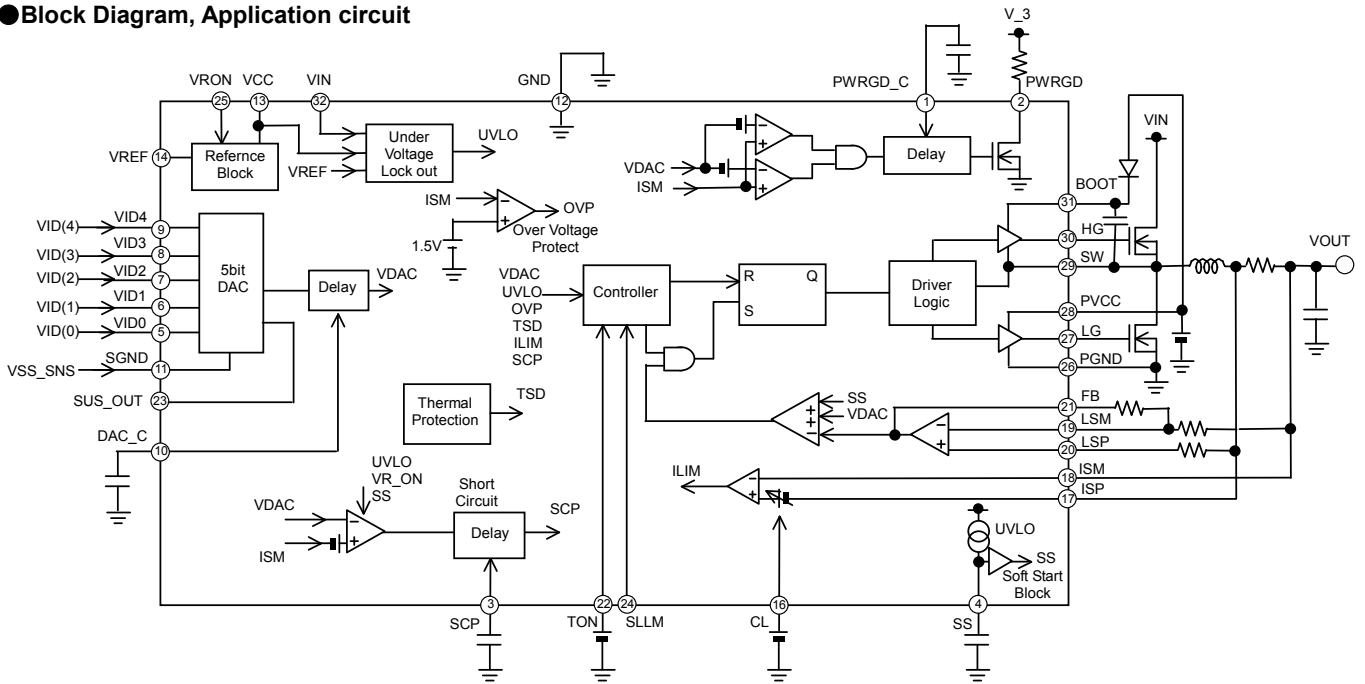 ●Block Diagram, Application circuit
V_3
VRON VCC VIN GND PWRGD_C PWRGD
25 13 32 12 1 2
VIN
VREF 14
Refernce
Block
Under
Voltage
Lock out
UVLO
VREF
VDAC
ISM
Delay
BOOT
31
HG
30
SW
29
VOUT
ISM
OVP
Over Voltage
Protect
1.5V
VID(4) VID4 9
VID(3) VID3 8
VID(2) VID2 7
VID(1) VID1 6
VID(0) VID0 5
VSS_SNS SGND 11
SUS_OUT 23
DAC_C 10
5bit
DAC
Delay
VDAC
VDAC
UVLO
OVP
TSD
ILIM
SCP
Controller
R Q
S
Driver
Logic
PVCC
28
LG
27
PGND
26
FB
21
LSM
19
LSP
20
ISM
18
ISP
17
SS
VDAC
Thermal
Protection
TSD
ILIM
UVLO
VR_ON
SS
VDAC
ISM
Short
Circuit
Delay
SCP
UVLO
SS
Soft Start
Block
3 22 24 16 4
SCP TON SLLM CL SS
− + − + − + R − + + + − − + − + − +